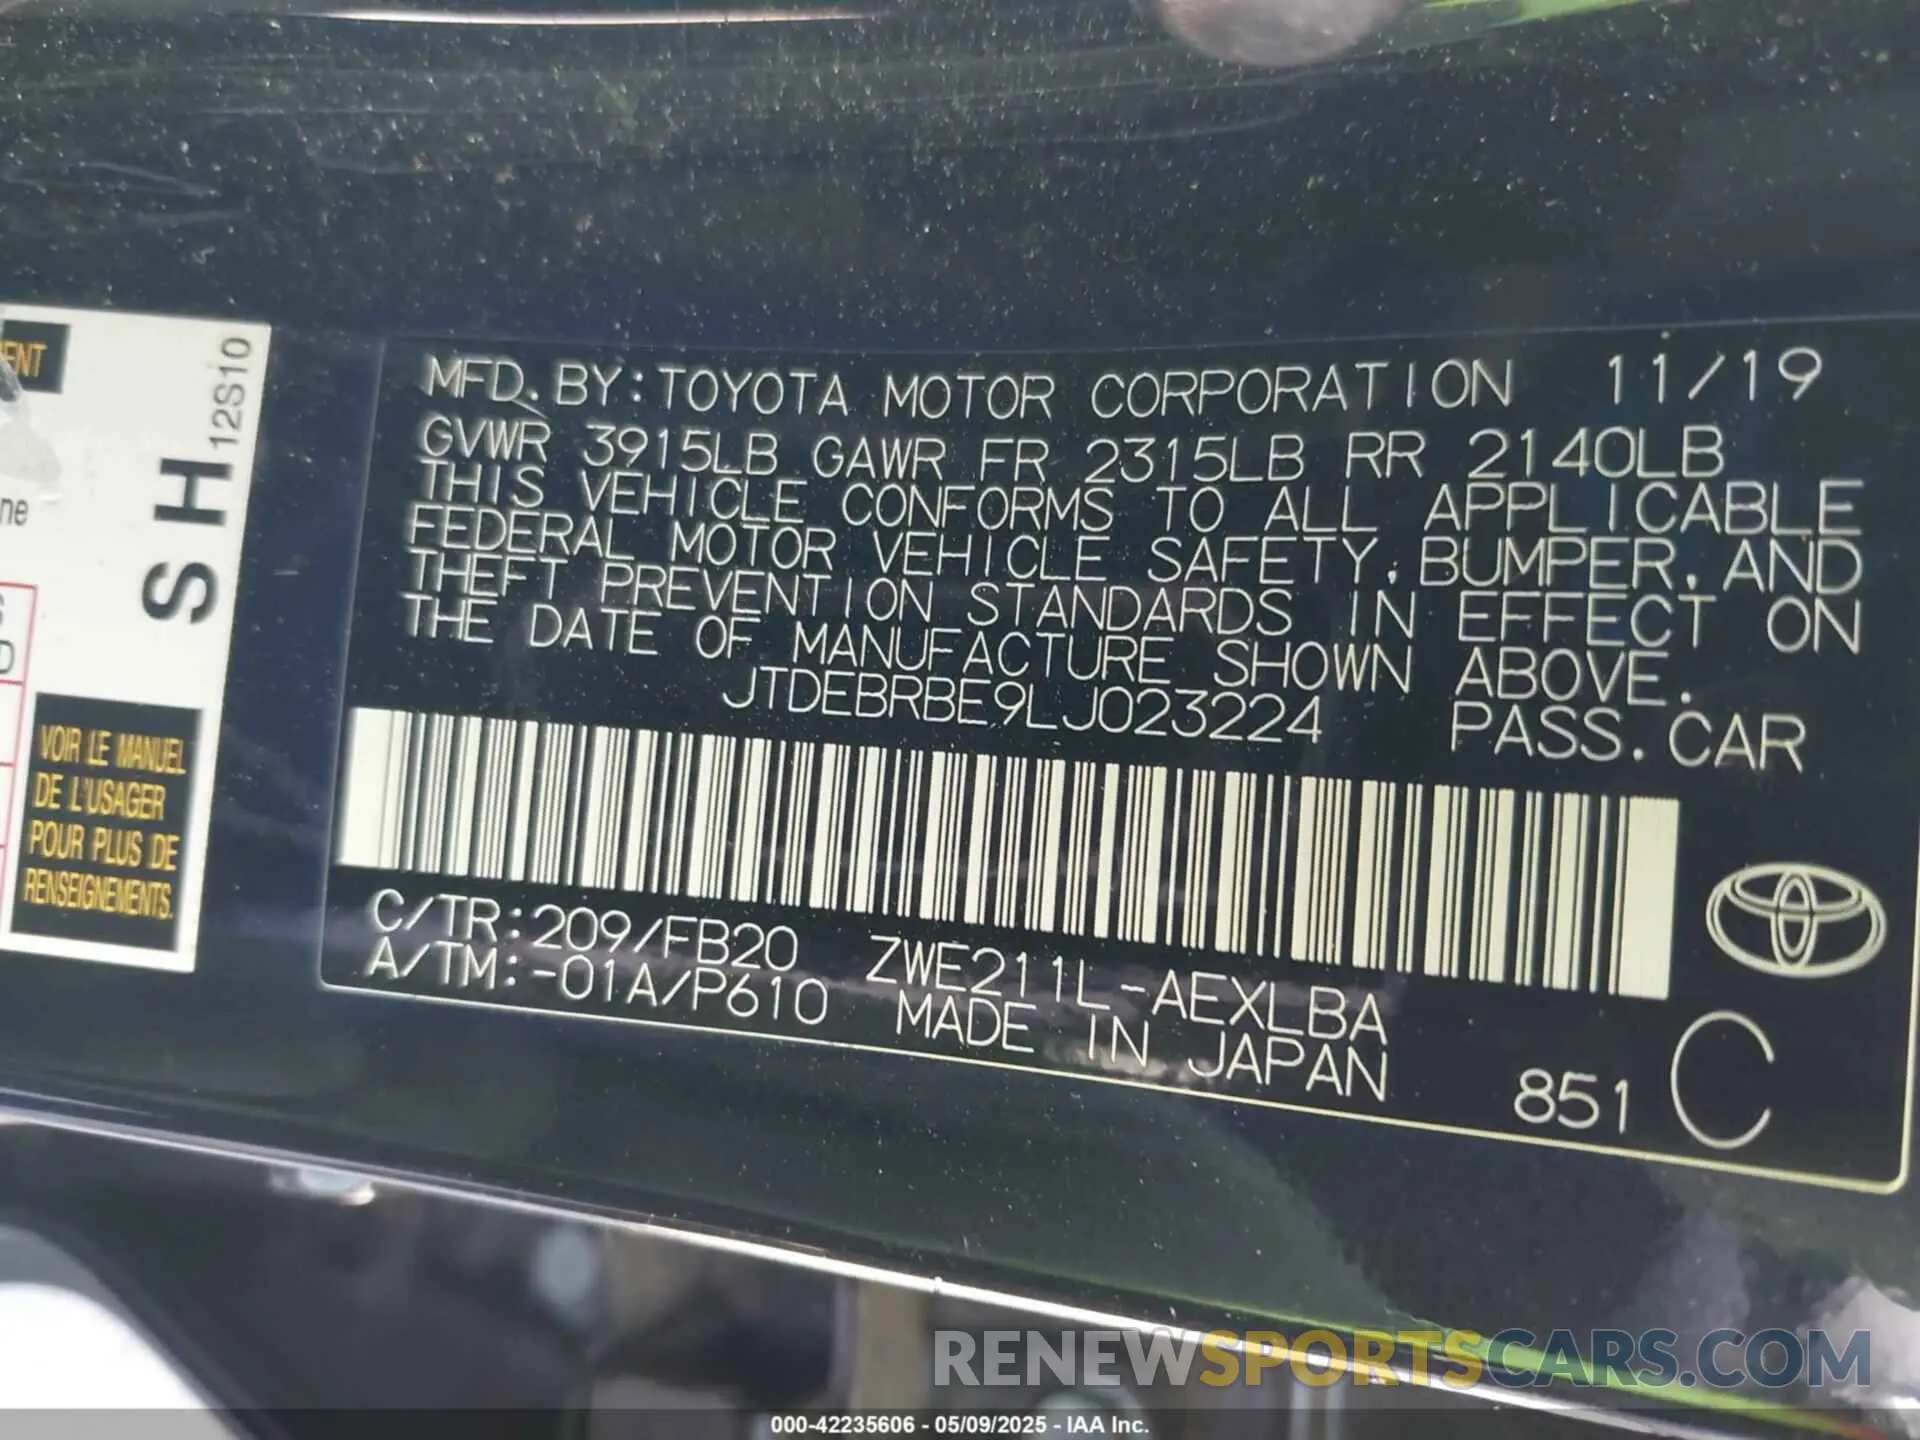 MFD. BY: TOYOTA MOTOR CORPORATION 11/19
GVWR 3915LB GAWR FR 2315LB RR 2140LB
THIS VEHICLE CONFORMS TO ALL APPLICABLE
FEDERAL MOTOR VEHICLE SAFETY, BUMPER, AND
THEFT PREVENTION STANDARDS IN EFFECT ON
THE DATE OF MANUFACTURE SHOWN ABOVE.
JTDEBRBE9LJ023224 PASS. CAR
C/TR: 209/FB20 ZWE211L-AEXLBA
A/TM: -01A/P610 MADE IN JAPAN
851 C
SH 12S10
VOIR LE MANUEL
DE L'USAGER
POUR PLUS DE
RENSEIGNEMENTS.
RENEWSPORTSCARS.COM
000-42235606 - 05/09/2025 - IAA Inc.